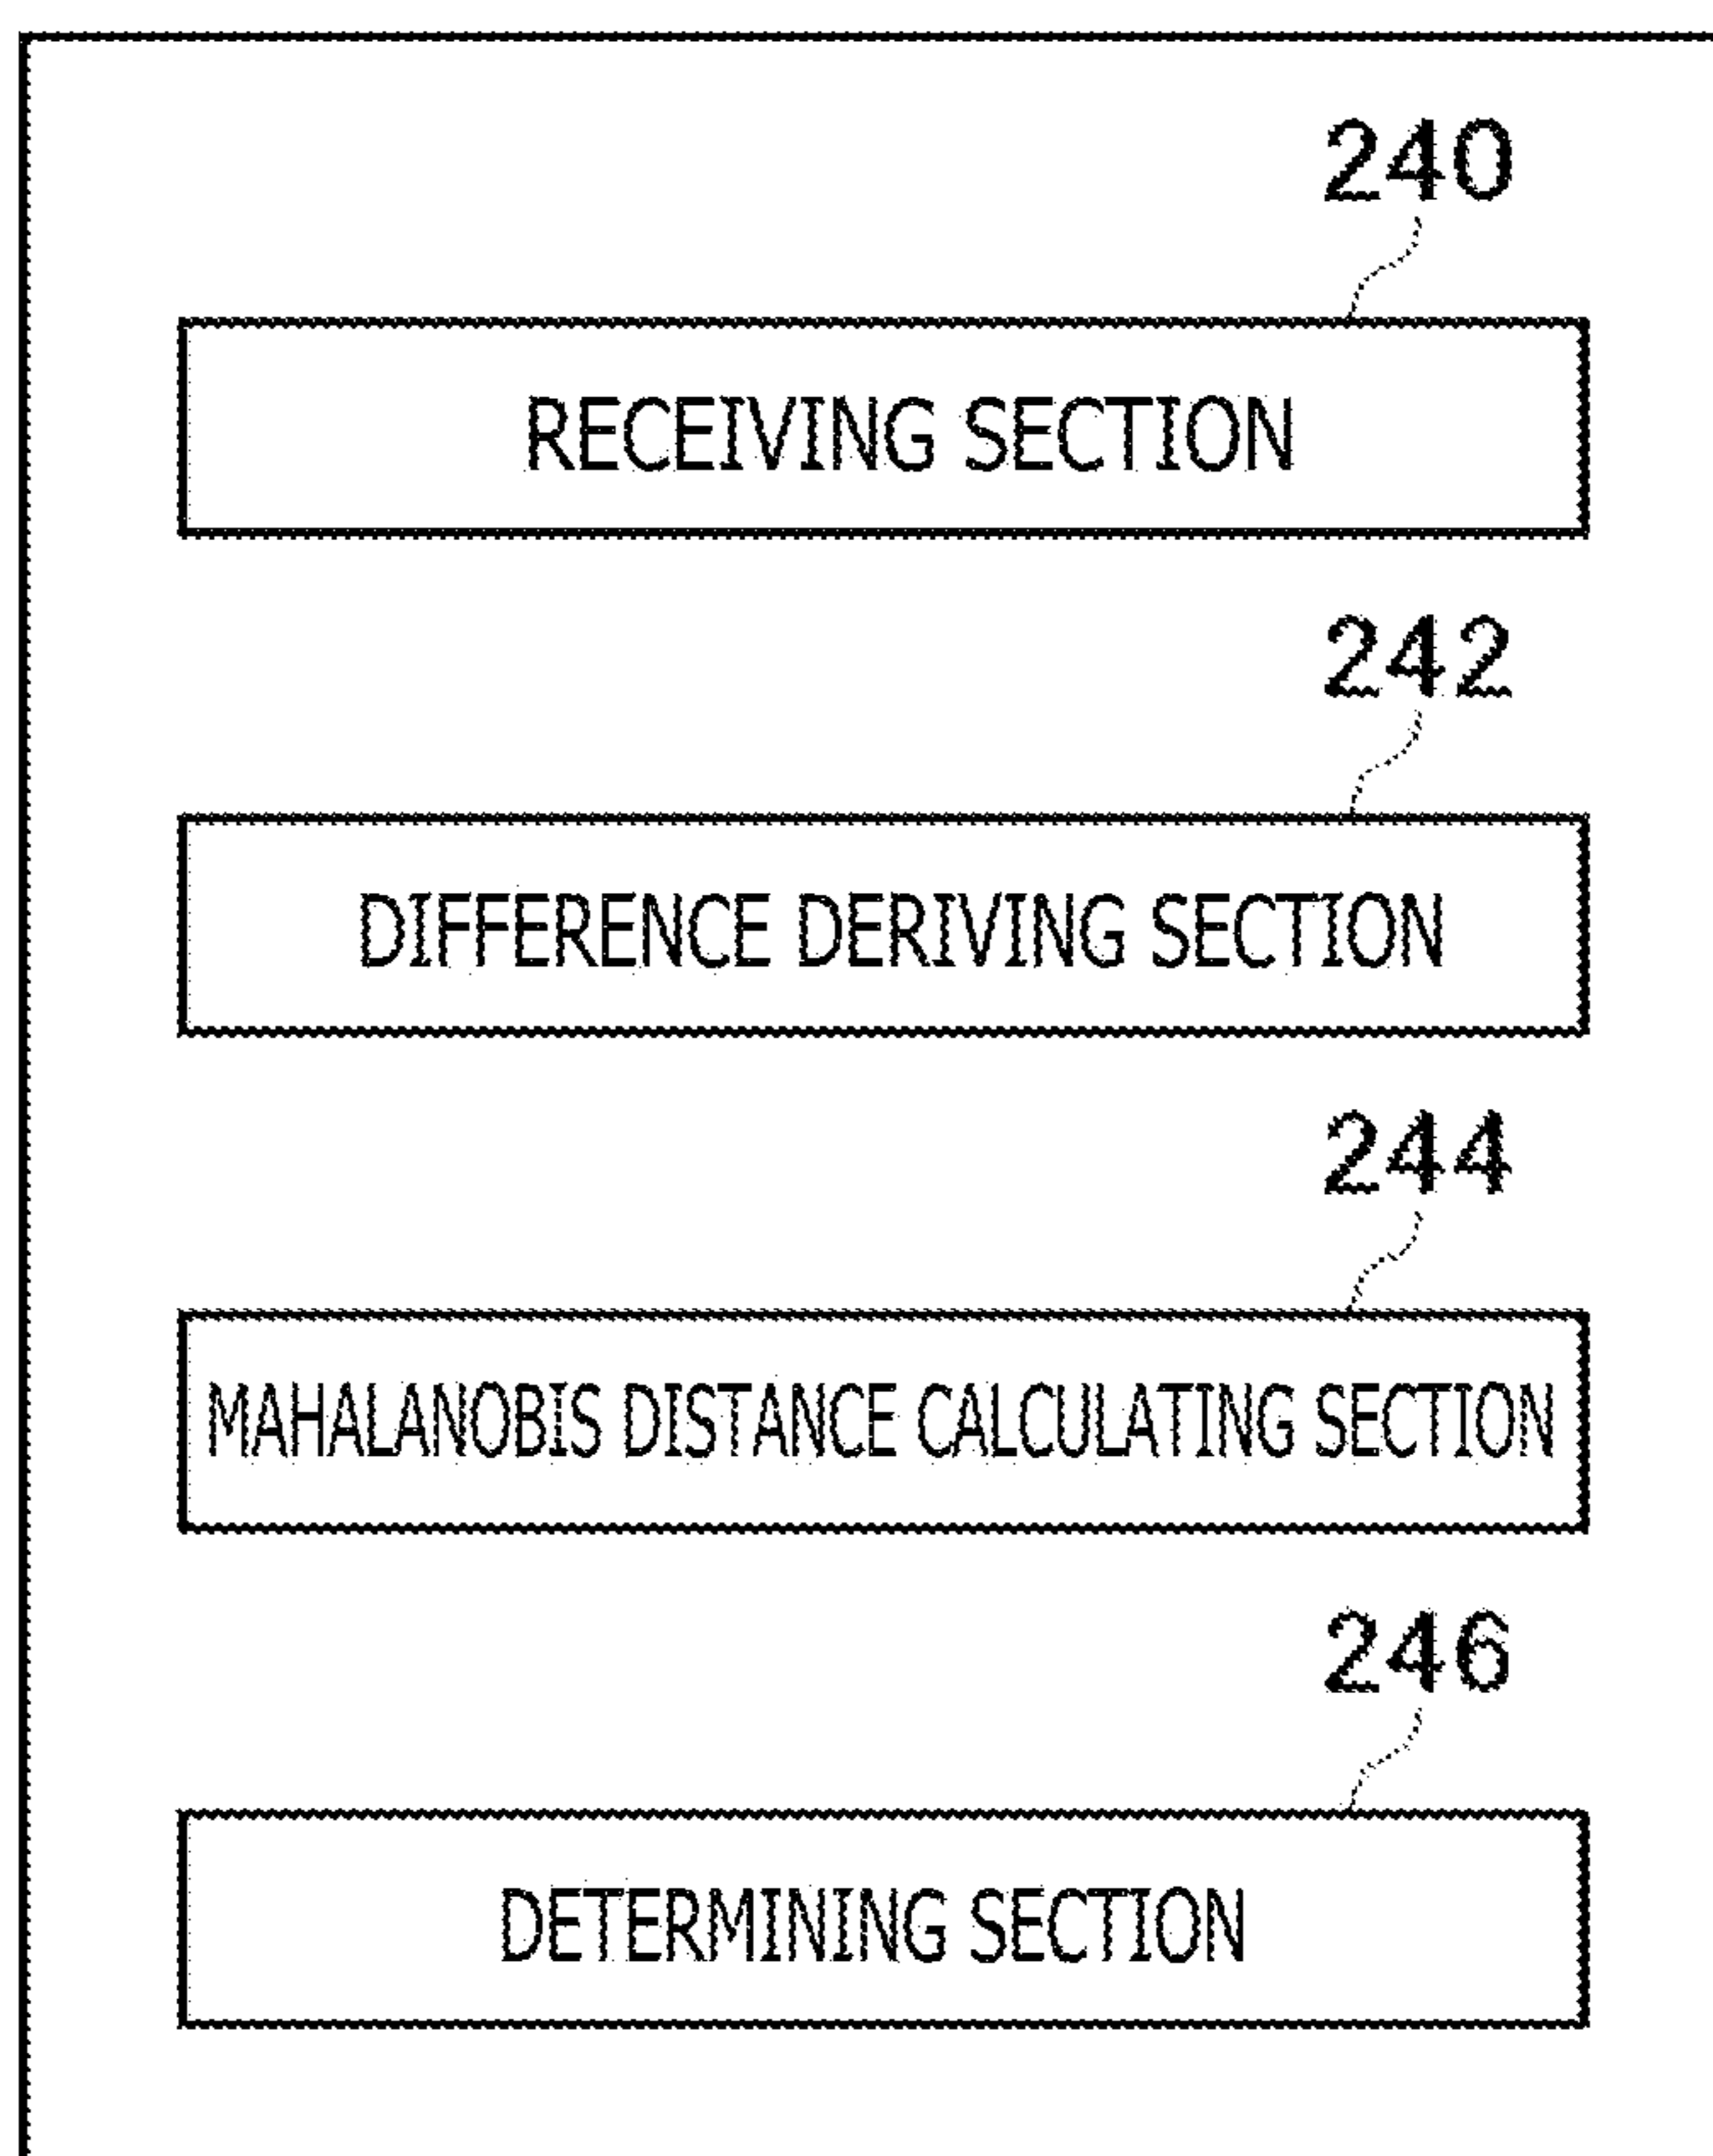 240
RECEIVING SECTION
242
DIFFERENCE DERIVING SECTION
244
MAHALANOBIS DISTANCE CALCULATING SECTION
246
DETERMINING SECTION